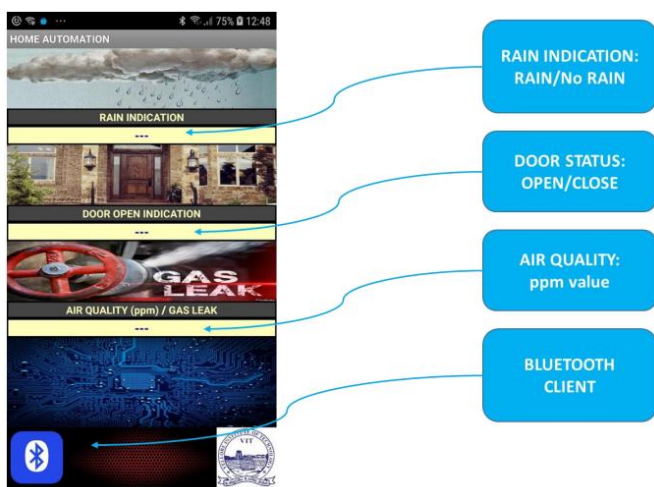 75% 12:48
HOME AUTOMATION
RAIN INDICATION
---
DOOR OPEN INDICATION
---
GAS
LEAK
AIR QUALITY (ppm) / GAS LEAK
---
VIT
RAIN INDICATION:
RAIN/No RAIN
DOOR STATUS:
OPEN/CLOSE
AIR QUALITY:
ppm value
BLUETOOTH
CLIENT